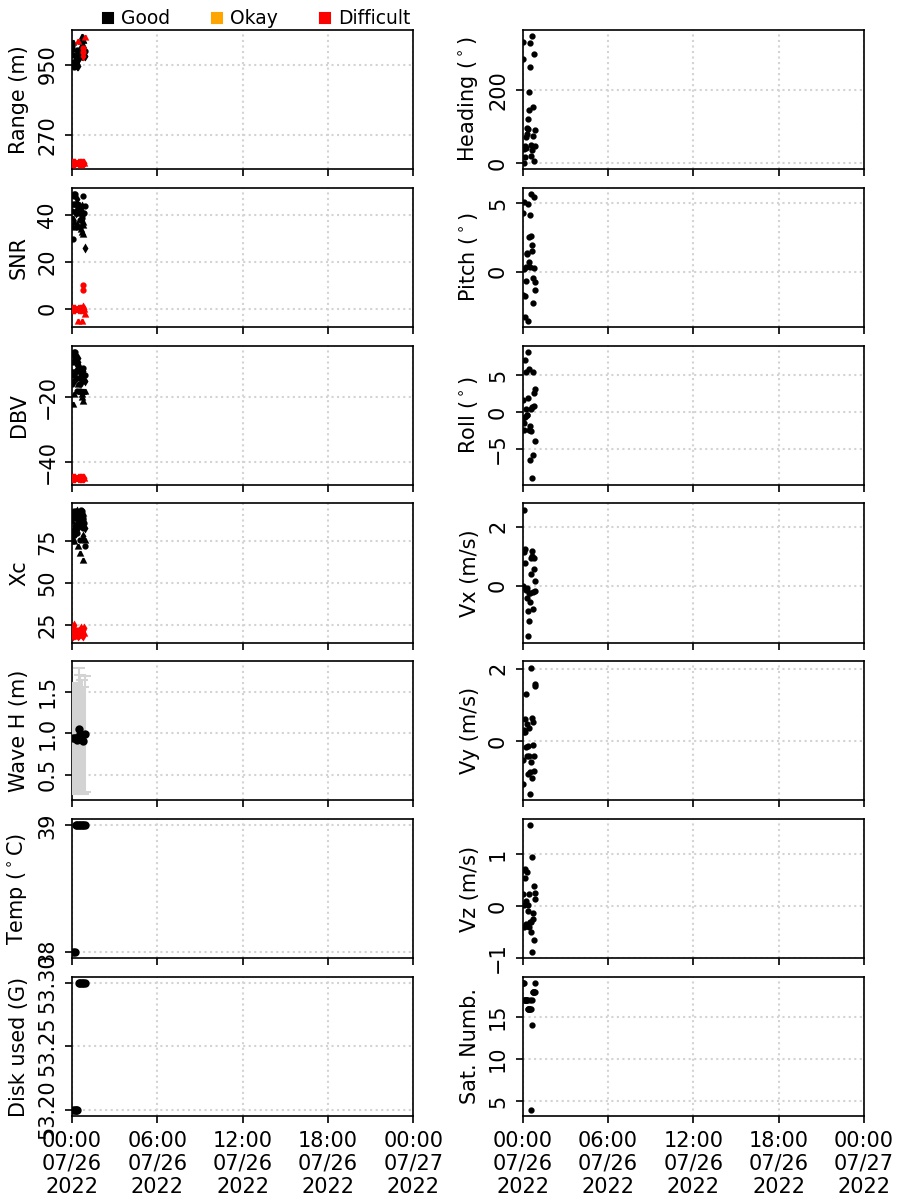 Good Okay Difficult
Range (m)
950
270
Heading (°)
200
0
SNR
40
20
0
Pitch (°)
5
0
DBV
−20
−40
Roll (°)
5
0
−5
Xc
75
50
25
Vx (m/s)
2
0
Wave H (m)
1.5
1.0
0.5
Vy (m/s)
2
0
Temp (°C)
39
38
Vz (m/s)
1
0
−1
Disk used (G)
53.3
53.25
53.20
Sat. Numb.
15
10
5
00:00 06:00 12:00 18:00 00:00
07/26 07/26 07/26 07/26 07/27
2022 2022 2022 2022 2022
00:00 06:00 12:00 18:00 00:00
07/26 07/26 07/26 07/26 07/27
2022 2022 2022 2022 2022